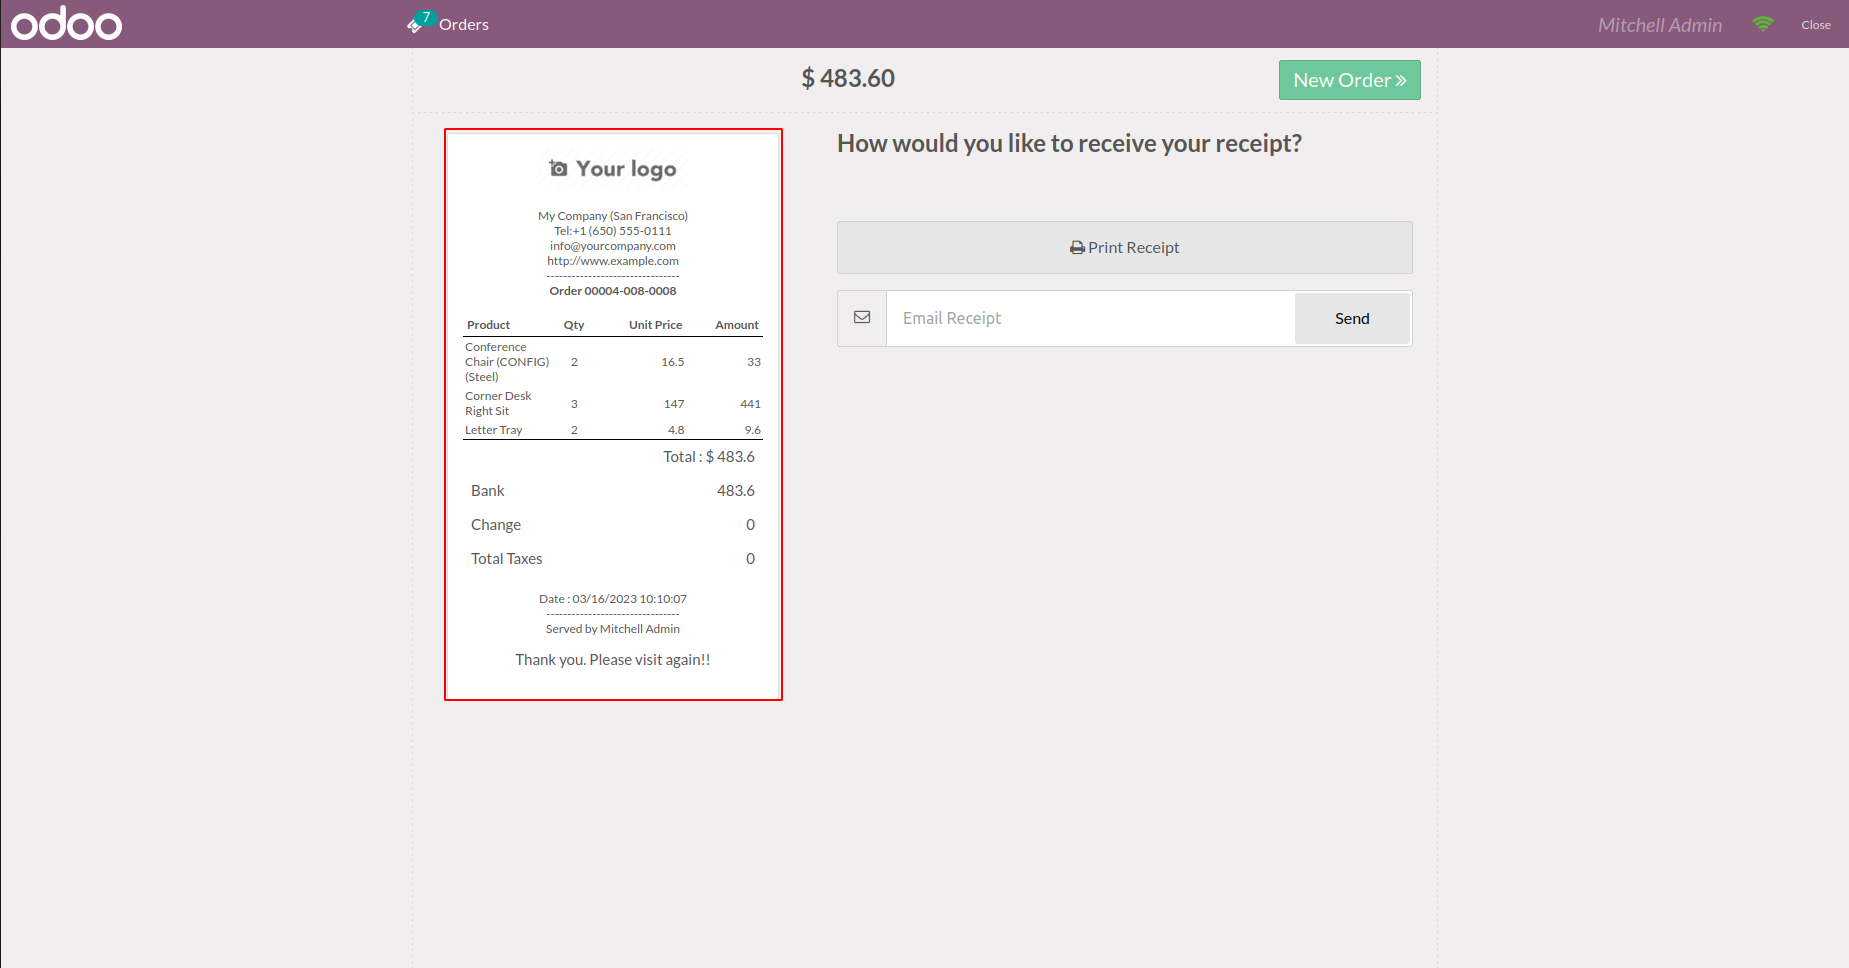 odoo
7
Orders
Mitchell Admin
Close
$ 483.60
New Order »
Your logo
My Company (San Francisco)
Tel:+1 (650) 555-0111
info@yourcompany.com
http://www.example.com
--------------------------------
Order 00004-008-0008
Product Qty Unit Price Amount
Conference
Chair (CONFIG) 2 16.5 33
(Steel)
Corner Desk
Right Sit 3 147 441
Letter Tray 2 4.8 9.6
Total : $ 483.6
Bank 483.6
Change 0
Total Taxes 0
Date : 03/16/2023 10:10:07
--------------------------------
Served by Mitchell Admin
Thank you. Please visit again!!
How would you like to receive your receipt?
Print Receipt
Email Receipt
Send